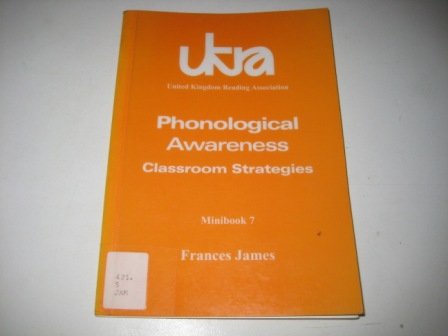 ukra
United Kingdom Reading Association
Phonological
Awareness
Classroom Strategies
Minibook 7
Frances James